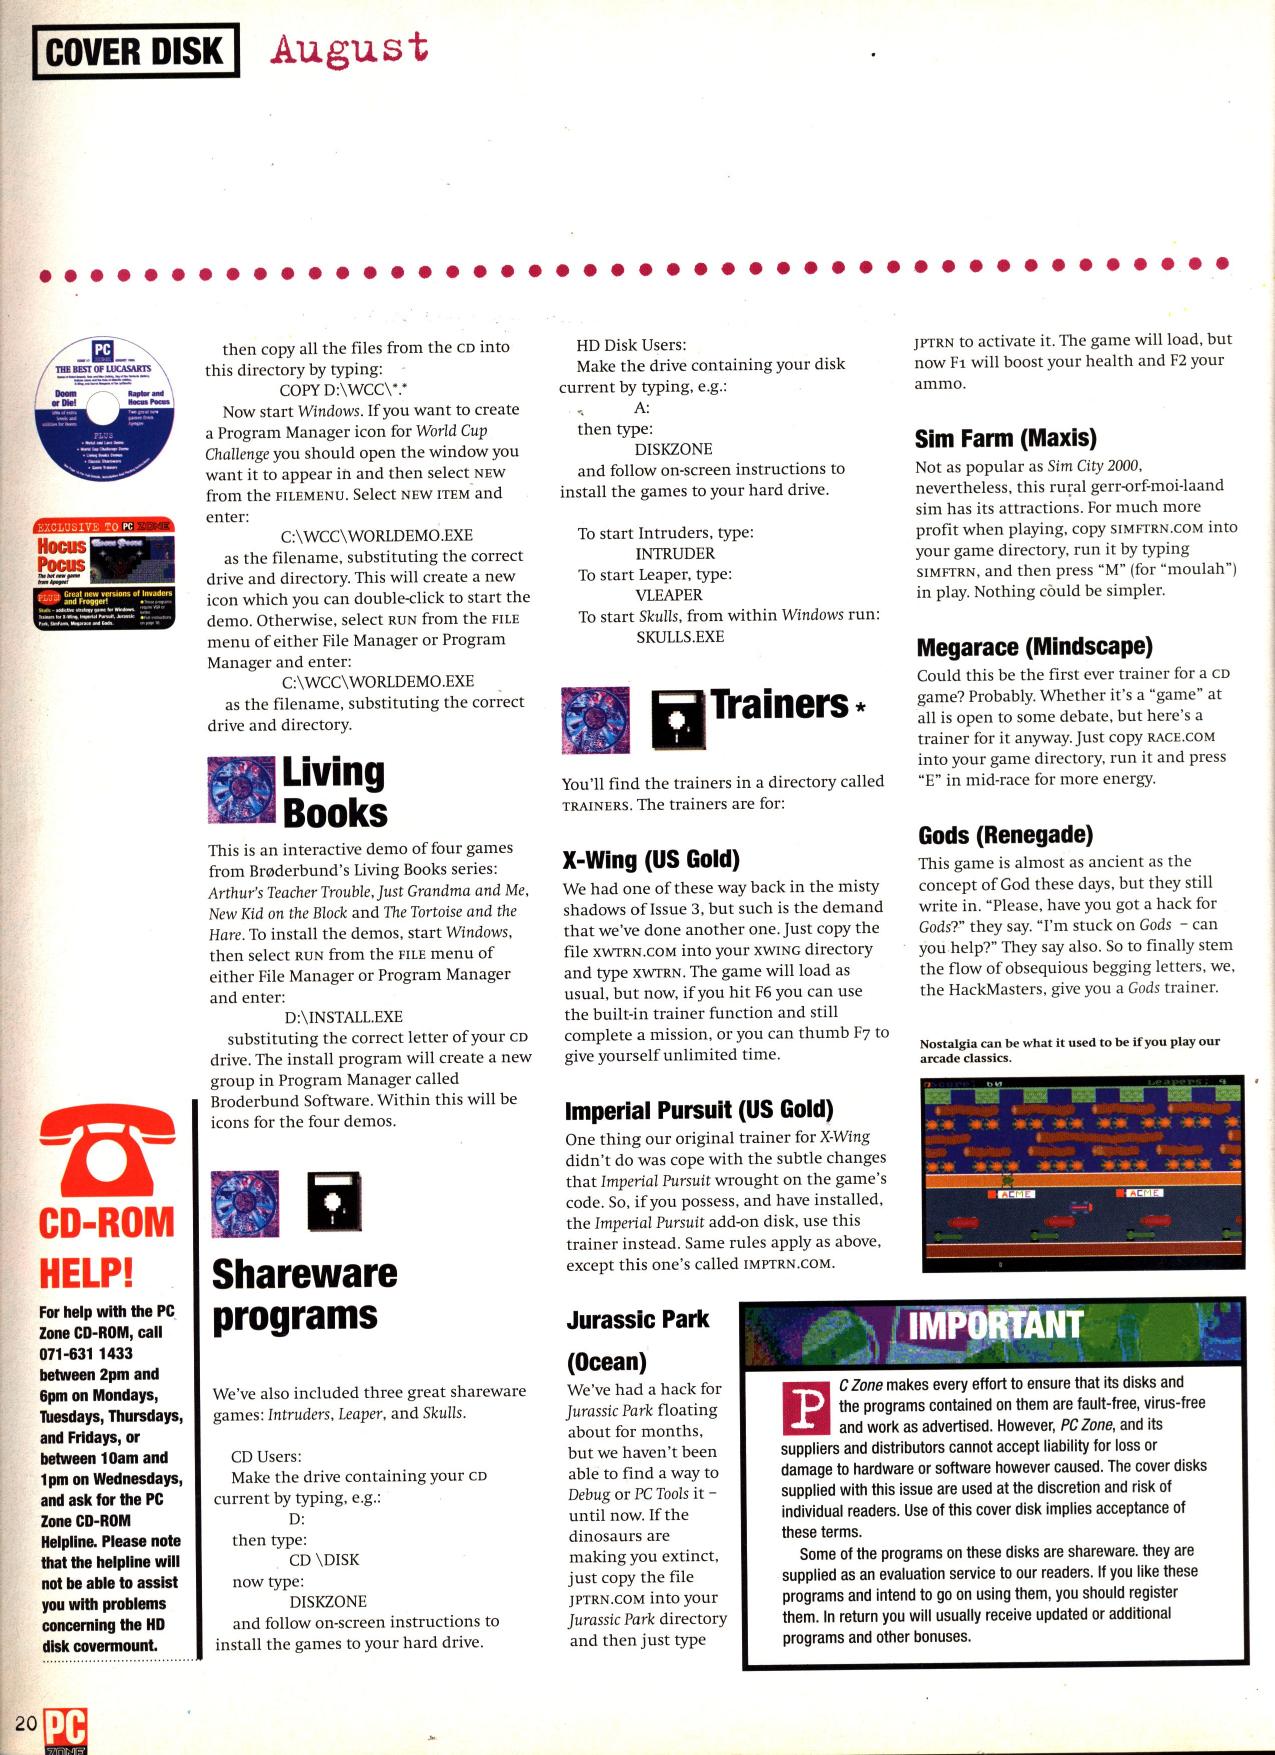 COVER DISK
August
PC
THE BEST OF LUCASARTS
Doom
or Die!
Raptor and
Hocus Pocus
PLUS
EXCLUSIVE TO PC ZONE
Hocus
Pocus
The hot new game
from Apogee!
PLUS Great new versions of Invaders
and Frogger!
Skulls – addictive strategy game for Windows.
Trainers for X-Wing, Imperial Pursuit, Jurassic
Park, SimFarm, Megarace and Gods.
CD-ROM
HELP!
For help with the PC
Zone CD-ROM, call
071-631 1433
between 2pm and
6pm on Mondays,
Tuesdays, Thursdays,
and Fridays, or
between 10am and
1pm on Wednesdays,
and ask for the PC
Zone CD-ROM
Helpline. Please note
that the helpline will
not be able to assist
you with problems
concerning the HD
disk covermount.
then copy all the files from the CD into
this directory by typing:
COPY D:\WCC\*.*
Now start Windows. If you want to create
a Program Manager icon for World Cup
Challenge you should open the window you
want it to appear in and then select NEW
from the FILEMENU. Select NEW ITEM and
enter:
C:\WCC\WORLDEMO.EXE
as the filename, substituting the correct
drive and directory. This will create a new
icon which you can double-click to start the
demo. Otherwise, select RUN from the FILE
menu of either File Manager or Program
Manager and enter:
C:\WCC\WORLDEMO.EXE
as the filename, substituting the correct
drive and directory.
Living
Books
This is an interactive demo of four games
from Brøderbund's Living Books series:
Arthur's Teacher Trouble, Just Grandma and Me,
New Kid on the Block and The Tortoise and the
Hare. To install the demos, start Windows,
then select RUN from the FILE menu of
either File Manager or Program Manager
and enter:
D:\INSTALL.EXE
substituting the correct letter of your CD
drive. The install program will create a new
group in Program Manager called
Broderbund Software. Within this will be
icons for the four demos.
Shareware
programs
We've also included three great shareware
games: Intruders, Leaper, and Skulls.
CD Users:
Make the drive containing your CD
current by typing, e.g.:
D:
then type:
CD \DISK
now type:
DISKZONE
and follow on-screen instructions to
install the games to your hard drive.
HD Disk Users:
Make the drive containing your disk
current by typing, e.g.:
A:
then type:
DISKZONE
and follow on-screen instructions to
install the games to your hard drive.
To start Intruders, type:
INTRUDER
To start Leaper, type:
VLEAPER
To start Skulls, from within Windows run:
SKULLS.EXE
Trainers *
You'll find the trainers in a directory called
TRAINERS. The trainers are for:
X-Wing (US Gold)
We had one of these way back in the misty
shadows of Issue 3, but such is the demand
that we've done another one. Just copy the
file XWTRN.COM into your XWING directory
and type XWTRN. The game will load as
usual, but now, if you hit F6 you can use
the built-in trainer function and still
complete a mission, or you can thumb F7 to
give yourself unlimited time.
Imperial Pursuit (US Gold)
One thing our original trainer for X-Wing
didn't do was cope with the subtle changes
that Imperial Pursuit wrought on the game's
code. So, if you possess, and have installed,
the Imperial Pursuit add-on disk, use this
trainer instead. Same rules apply as above,
except this one's called IMPTRN.COM.
Jurassic Park
(Ocean)
We've had a hack for
Jurassic Park floating
about for months,
but we haven't been
able to find a way to
Debug or PC Tools it –
until now. If the
dinosaurs are
making you extinct,
just copy the file
JPTRN.COM into your
Jurassic Park directory
and then just type
JPTRN to activate it. The game will load, but
now F1 will boost your health and F2 your
ammo.
Sim Farm (Maxis)
Not as popular as Sim City 2000,
nevertheless, this rural gerr-orf-moi-laand
sim has its attractions. For much more
profit when playing, copy SIMFTRN.COM into
your game directory, run it by typing
SIMFTRN, and then press “M” (for “moulah”)
in play. Nothing could be simpler.
Megarace (Mindscape)
Could this be the first ever trainer for a CD
game? Probably. Whether it's a “game” at
all is open to some debate, but here's a
trainer for it anyway. Just copy RACE.COM
into your game directory, run it and press
“E” in mid-race for more energy.
Gods (Renegade)
This game is almost as ancient as the
concept of God these days, but they still
write in. “Please, have you got a hack for
Gods?” they say. “I'm stuck on Gods – can
you help?” They say also. So to finally stem
the flow of obsequious begging letters, we,
the HackMasters, give you a Gods trainer.
Nostalgia can be what it used to be if you play our
arcade classics.
Leapers: 4
ACME
ACME
IMPORTANT
PC Zone makes every effort to ensure that its disks and
the programs contained on them are fault-free, virus-free
and work as advertised. However, PC Zone, and its
suppliers and distributors cannot accept liability for loss or
damage to hardware or software however caused. The cover disks
supplied with this issue are used at the discretion and risk of
individual readers. Use of this cover disk implies acceptance of
these terms.
Some of the programs on these disks are shareware. they are
supplied as an evaluation service to our readers. If you like these
programs and intend to go on using them, you should register
them. In return you will usually receive updated or additional
programs and other bonuses.
20 PC
ZONE